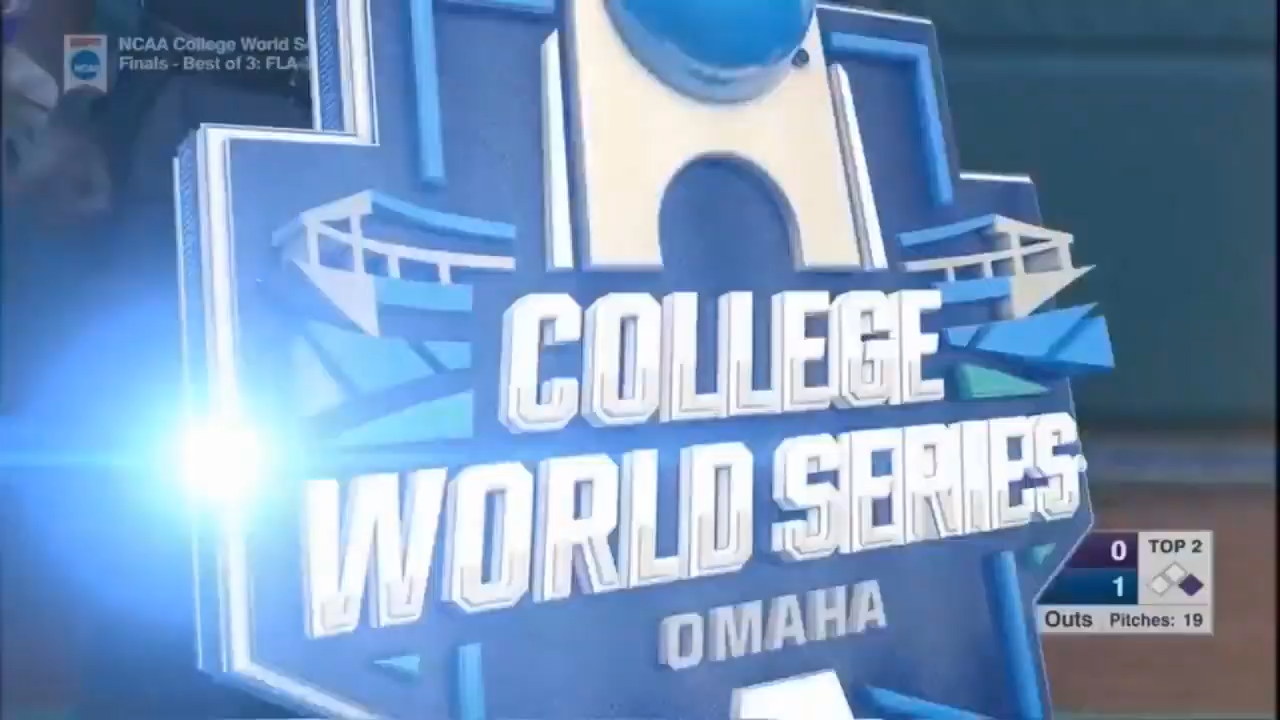 NCAA College World
Finals - Best of 3: FLA
NCAA
COLLEGE
WORLD SERIES
OMAHA
0 TOP 2
1
Outs Pitches: 19